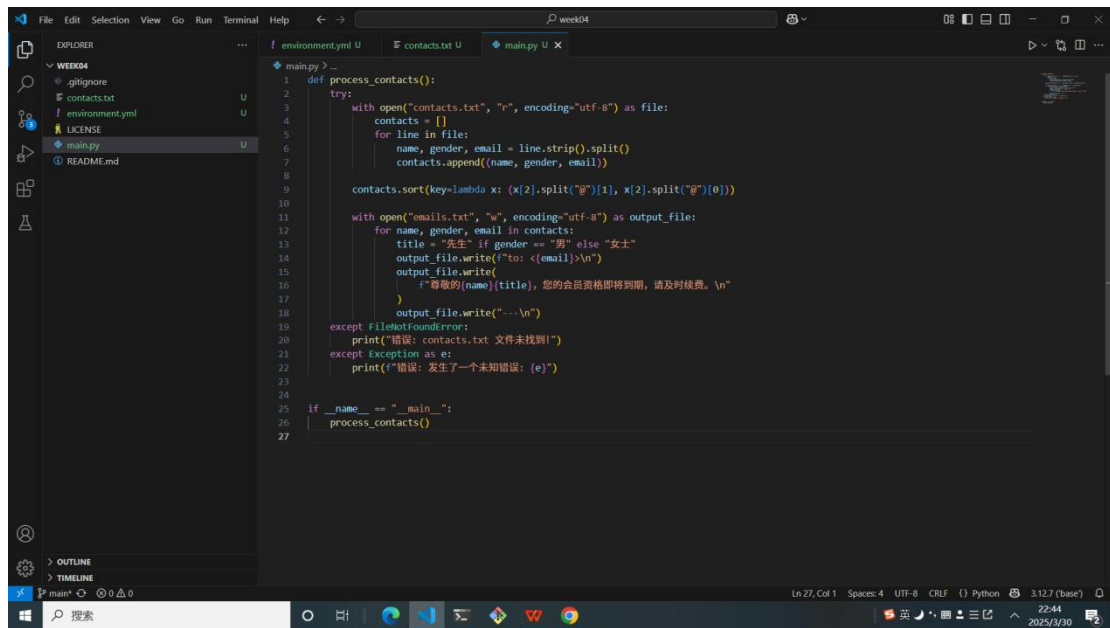 File Edit Selection View Go Run Terminal Help
week04
EXPLORER
WEEK04
.gitignore
contacts.txt U
environment.yml U
LICENSE
main.py U
README.md
OUTLINE
TIMELINE
environment.yml U contacts.txt U main.py U
main.py > ...
1 def process_contacts():
2 try:
3 with open("contacts.txt", "r", encoding="utf-8") as file:
4 contacts = []
5 for line in file:
6 name, gender, email = line.strip().split()
7 contacts.append((name, gender, email))
8
9 contacts.sort(key=lambda x: (x[2].split("@")[1], x[2].split("@")[0]))
10
11 with open("emails.txt", "w", encoding="utf-8") as output_file:
12 for name, gender, email in contacts:
13 title = "先生" if gender == "男" else "女士"
14 output_file.write(f"to: <{email}>\n")
15 output_file.write(
16 f"尊敬的{name}{title}，您的会员资格即将到期，请及时续费。\n"
17 )
18 output_file.write("---\n")
19 except FileNotFoundError:
20 print("错误: contacts.txt 文件未找到!")
21 except Exception as e:
22 print(f"错误: 发生了一个未知错误: {e}")
23
24
25 if __name__ == "__main__":
26 process_contacts()
27
main* 0 0
Ln 27, Col 1 Spaces: 4 UTF-8 CRLF {} Python 3.12.7 ('base')
搜索
英
22:44
2025/3/30